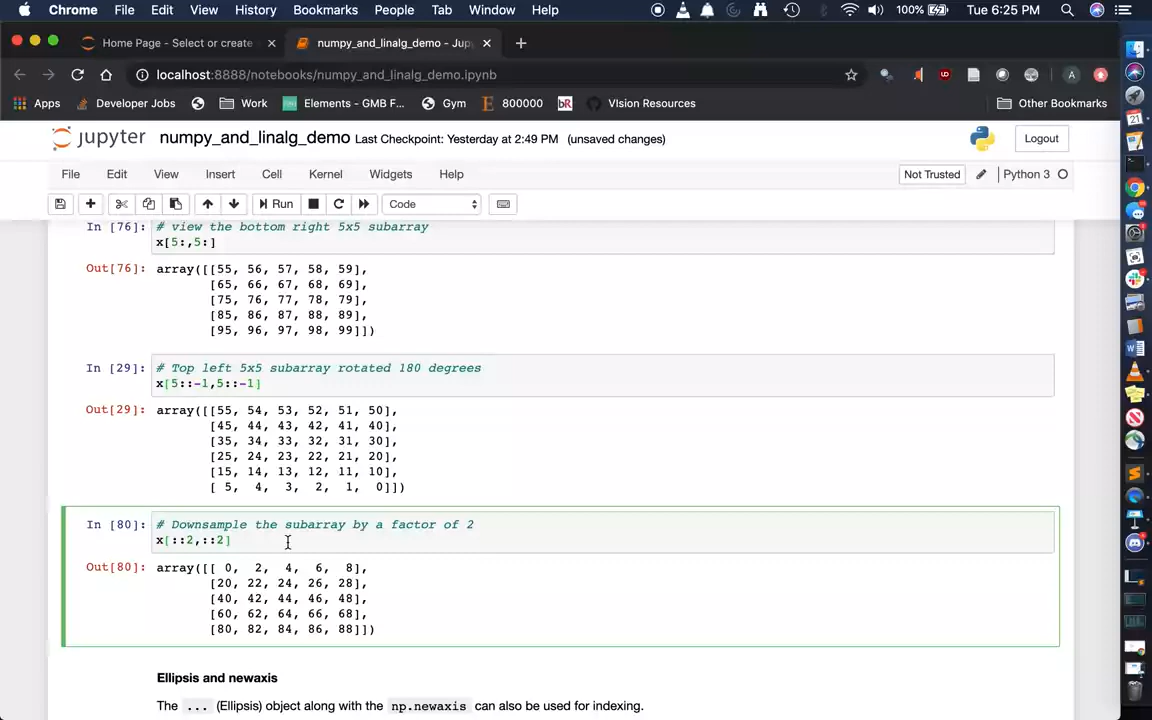 Chrome File Edit View History Bookmarks People Tab Window Help 100% Tue 6:25 PM
Home Page - Select or create numpy_and_linalg_demo - Jup
localhost:8888/notebooks/numpy_and_linalg_demo.ipynb
Apps Developer Jobs Work Elements - GMB F... Gym 800000 bR VIsion Resources Other Bookmarks
jupyter numpy_and_linalg_demo Last Checkpoint: Yesterday at 2:49 PM (unsaved changes) Logout
File Edit View Insert Cell Kernel Widgets Help Not Trusted Python 3
Run Code
In [76]: # view the bottom right 5x5 subarray
x[5:,5:]
Out[76]: array([[55, 56, 57, 58, 59],
[65, 66, 67, 68, 69],
[75, 76, 77, 78, 79],
[85, 86, 87, 88, 89],
[95, 96, 97, 98, 99]])
In [29]: # Top left 5x5 subarray rotated 180 degrees
x[5::-1,5::-1]
Out[29]: array([[55, 54, 53, 52, 51, 50],
[45, 44, 43, 42, 41, 40],
[35, 34, 33, 32, 31, 30],
[25, 24, 23, 22, 21, 20],
[15, 14, 13, 12, 11, 10],
[ 5, 4, 3, 2, 1, 0]])
In [80]: # Downsample the subarray by a factor of 2
x[::2,::2]
Out[80]: array([[ 0, 2, 4, 6, 8],
[20, 22, 24, 26, 28],
[40, 42, 44, 46, 48],
[60, 62, 64, 66, 68],
[80, 82, 84, 86, 88]])
Ellipsis and newaxis
The ... (Ellipsis) object along with the np.newaxis can also be used for indexing.